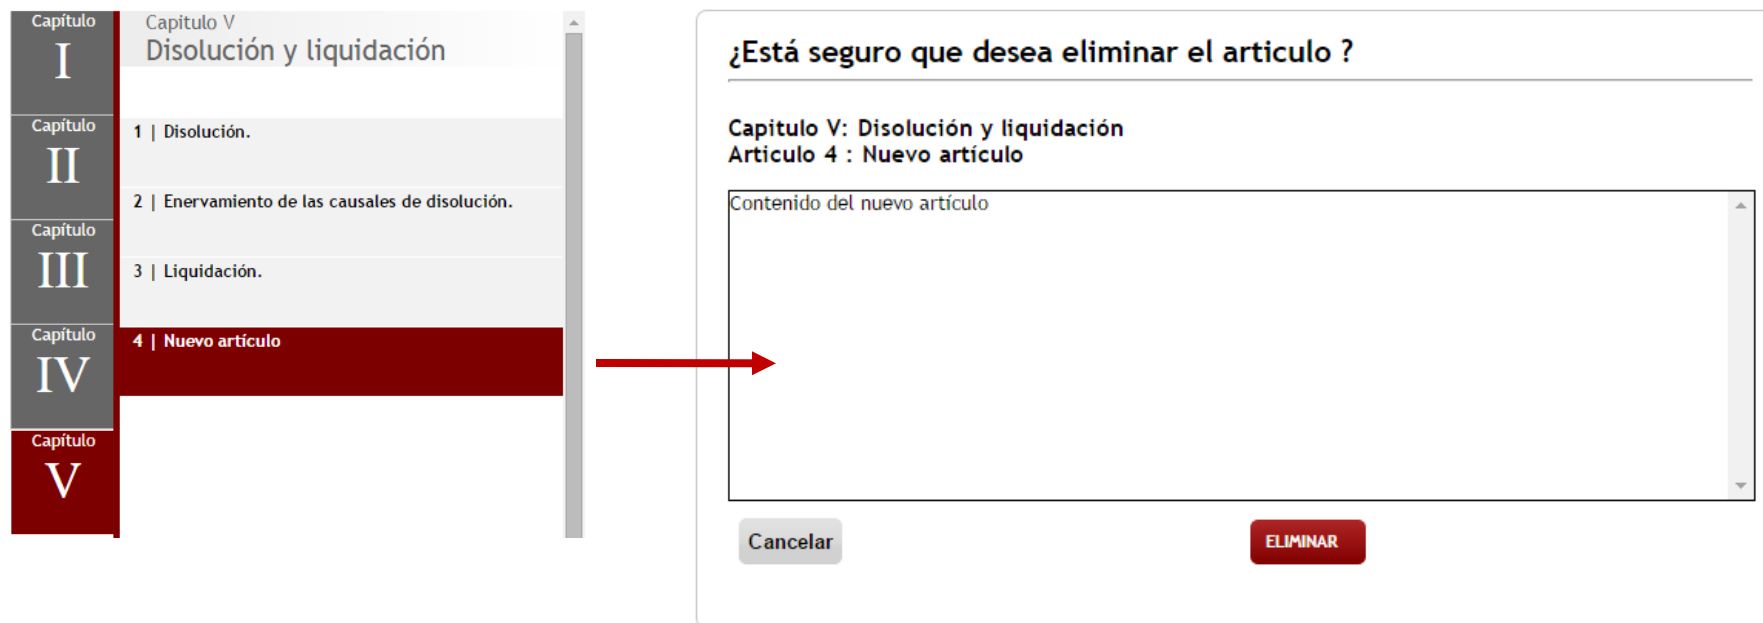 Capítulo
I
Capítulo
II
Capítulo
III
Capítulo
IV
Capítulo
V
Capitulo V
Disolución y liquidación
1 | Disolución.
2 | Enervamiento de las causales de disolución.
3 | Liquidación.
4 | Nuevo artículo
¿Está seguro que desea eliminar el articulo ?
Capitulo V: Disolución y liquidación
Articulo 4 : Nuevo artículo
Contenido del nuevo artículo
Cancelar
ELIMINAR